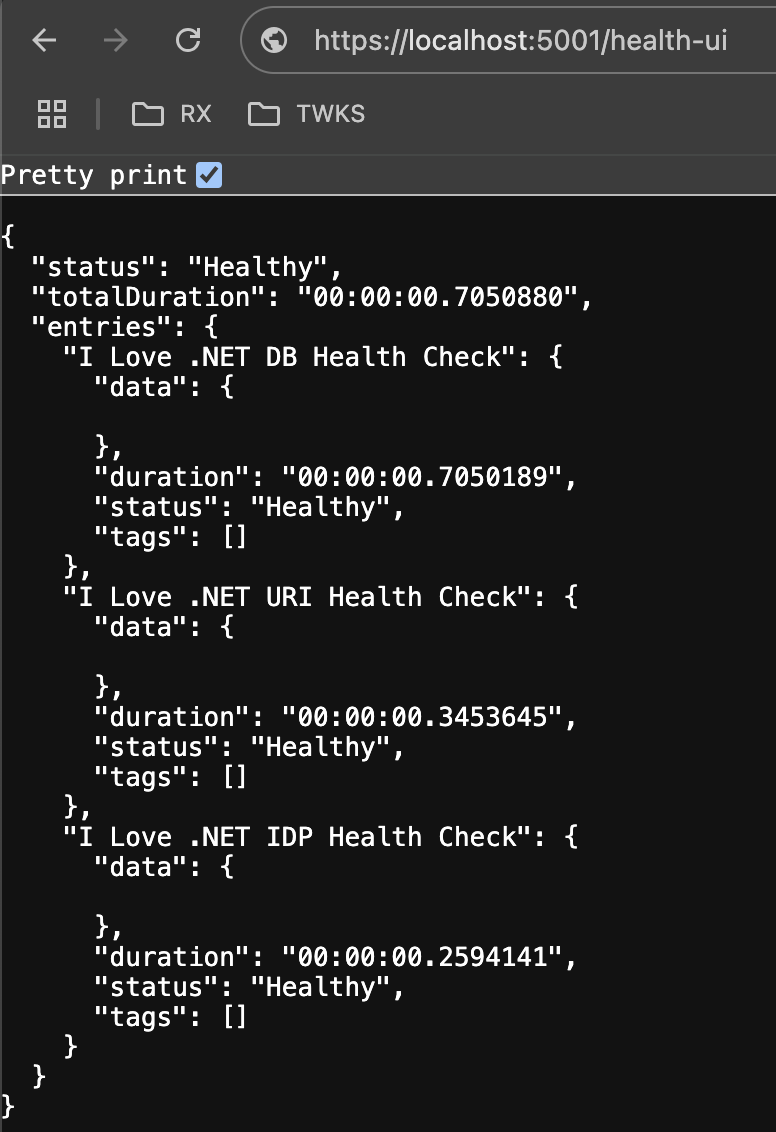 https://localhost:5001/health-ui
RX TWKS
Pretty print
{
  "status": "Healthy",
  "totalDuration": "00:00:00.7050880",
  "entries": {
    "I Love .NET DB Health Check": {
      "data": {

      },
      "duration": "00:00:00.7050189",
      "status": "Healthy",
      "tags": []
    },
    "I Love .NET URI Health Check": {
      "data": {

      },
      "duration": "00:00:00.3453645",
      "status": "Healthy",
      "tags": []
    },
    "I Love .NET IDP Health Check": {
      "data": {

      },
      "duration": "00:00:00.2594141",
      "status": "Healthy",
      "tags": []
    }
  }
}